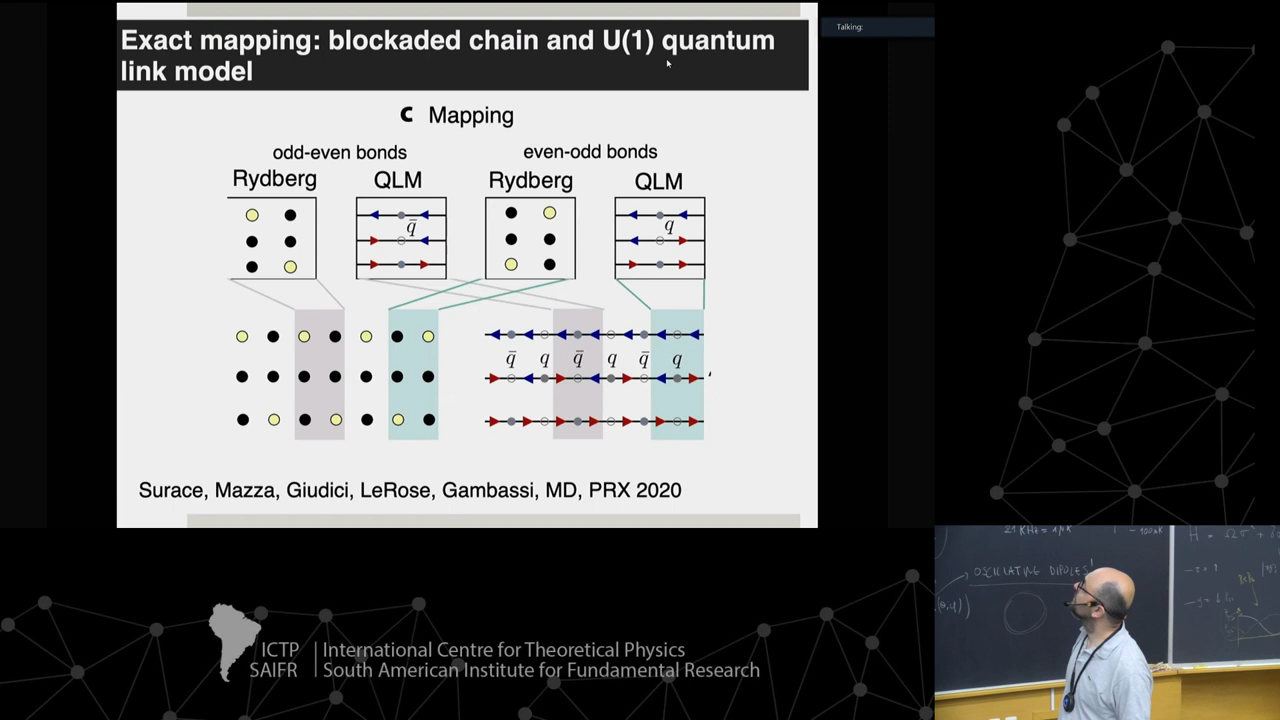 Exact mapping: blockaded chain and U(1) quantum
link model
Talking:
C Mapping
odd-even bonds
even-odd bonds
Rydberg
QLM
Rydberg
QLM
q̄
q
q̄ q q̄ q q̄ q
Surace, Mazza, Giudici, LeRose, Gambassi, MD, PRX 2020
OSCILLATING DIPOLES
ICTP
SAIFR
International Centre for Theoretical Physics
South American Institute for Fundamental Research